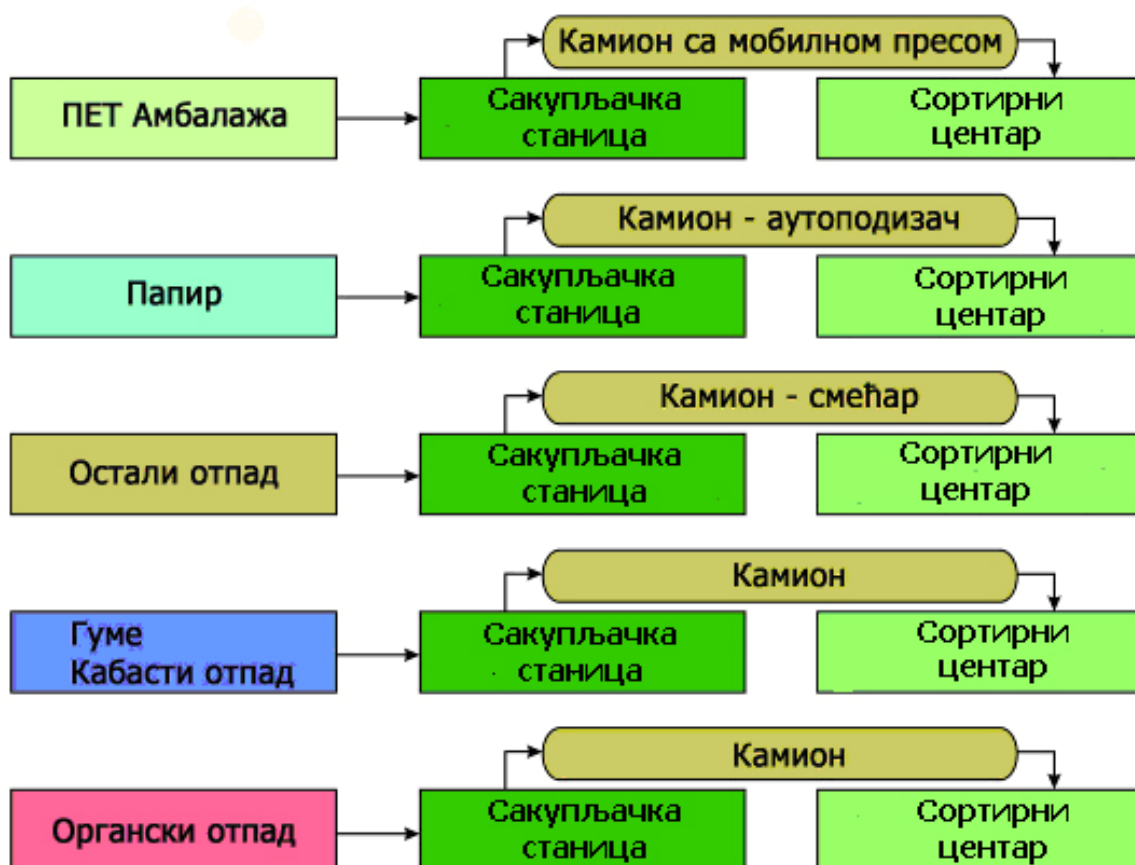 Камион са мобилном пресом
ПЕТ Амбалажа
Сакупљачка
станица
Сортирни
центар
Камион - аутоподизач
Папир
Сакупљачка
станица
Сортирни
центар
Камион - смећар
Остали отпад
Сакупљачка
станица
Сортирни
центар
Камион
Гуме
Кабасти отпад
Сакупљачка
станица
Сортирни
центар
Камион
Органски отпад
Сакупљачка
станица
Сортирни
центар